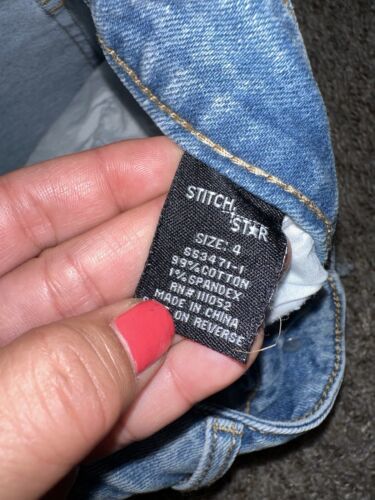 STITCH
STAR
SIZE: 4
SS3471-1
99% COTTON
1% SPANDEX
RN# 111052
MADE IN CHINA
ON REVERSE